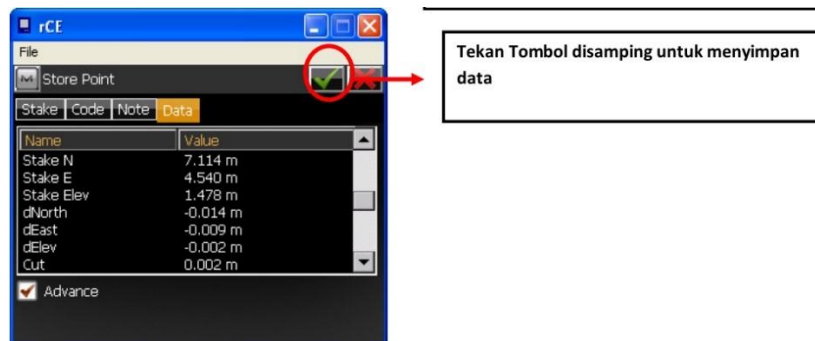 rCE
File
Store Point
Stake Code Note Data
Name Value
Stake N 7.114 m
Stake E 4.540 m
Stake Elev 1.478 m
dNorth -0.014 m
dEast -0.009 m
dElev -0.002 m
Cut 0.002 m
Advance
Tekan Tombol disamping untuk menyimpan
data